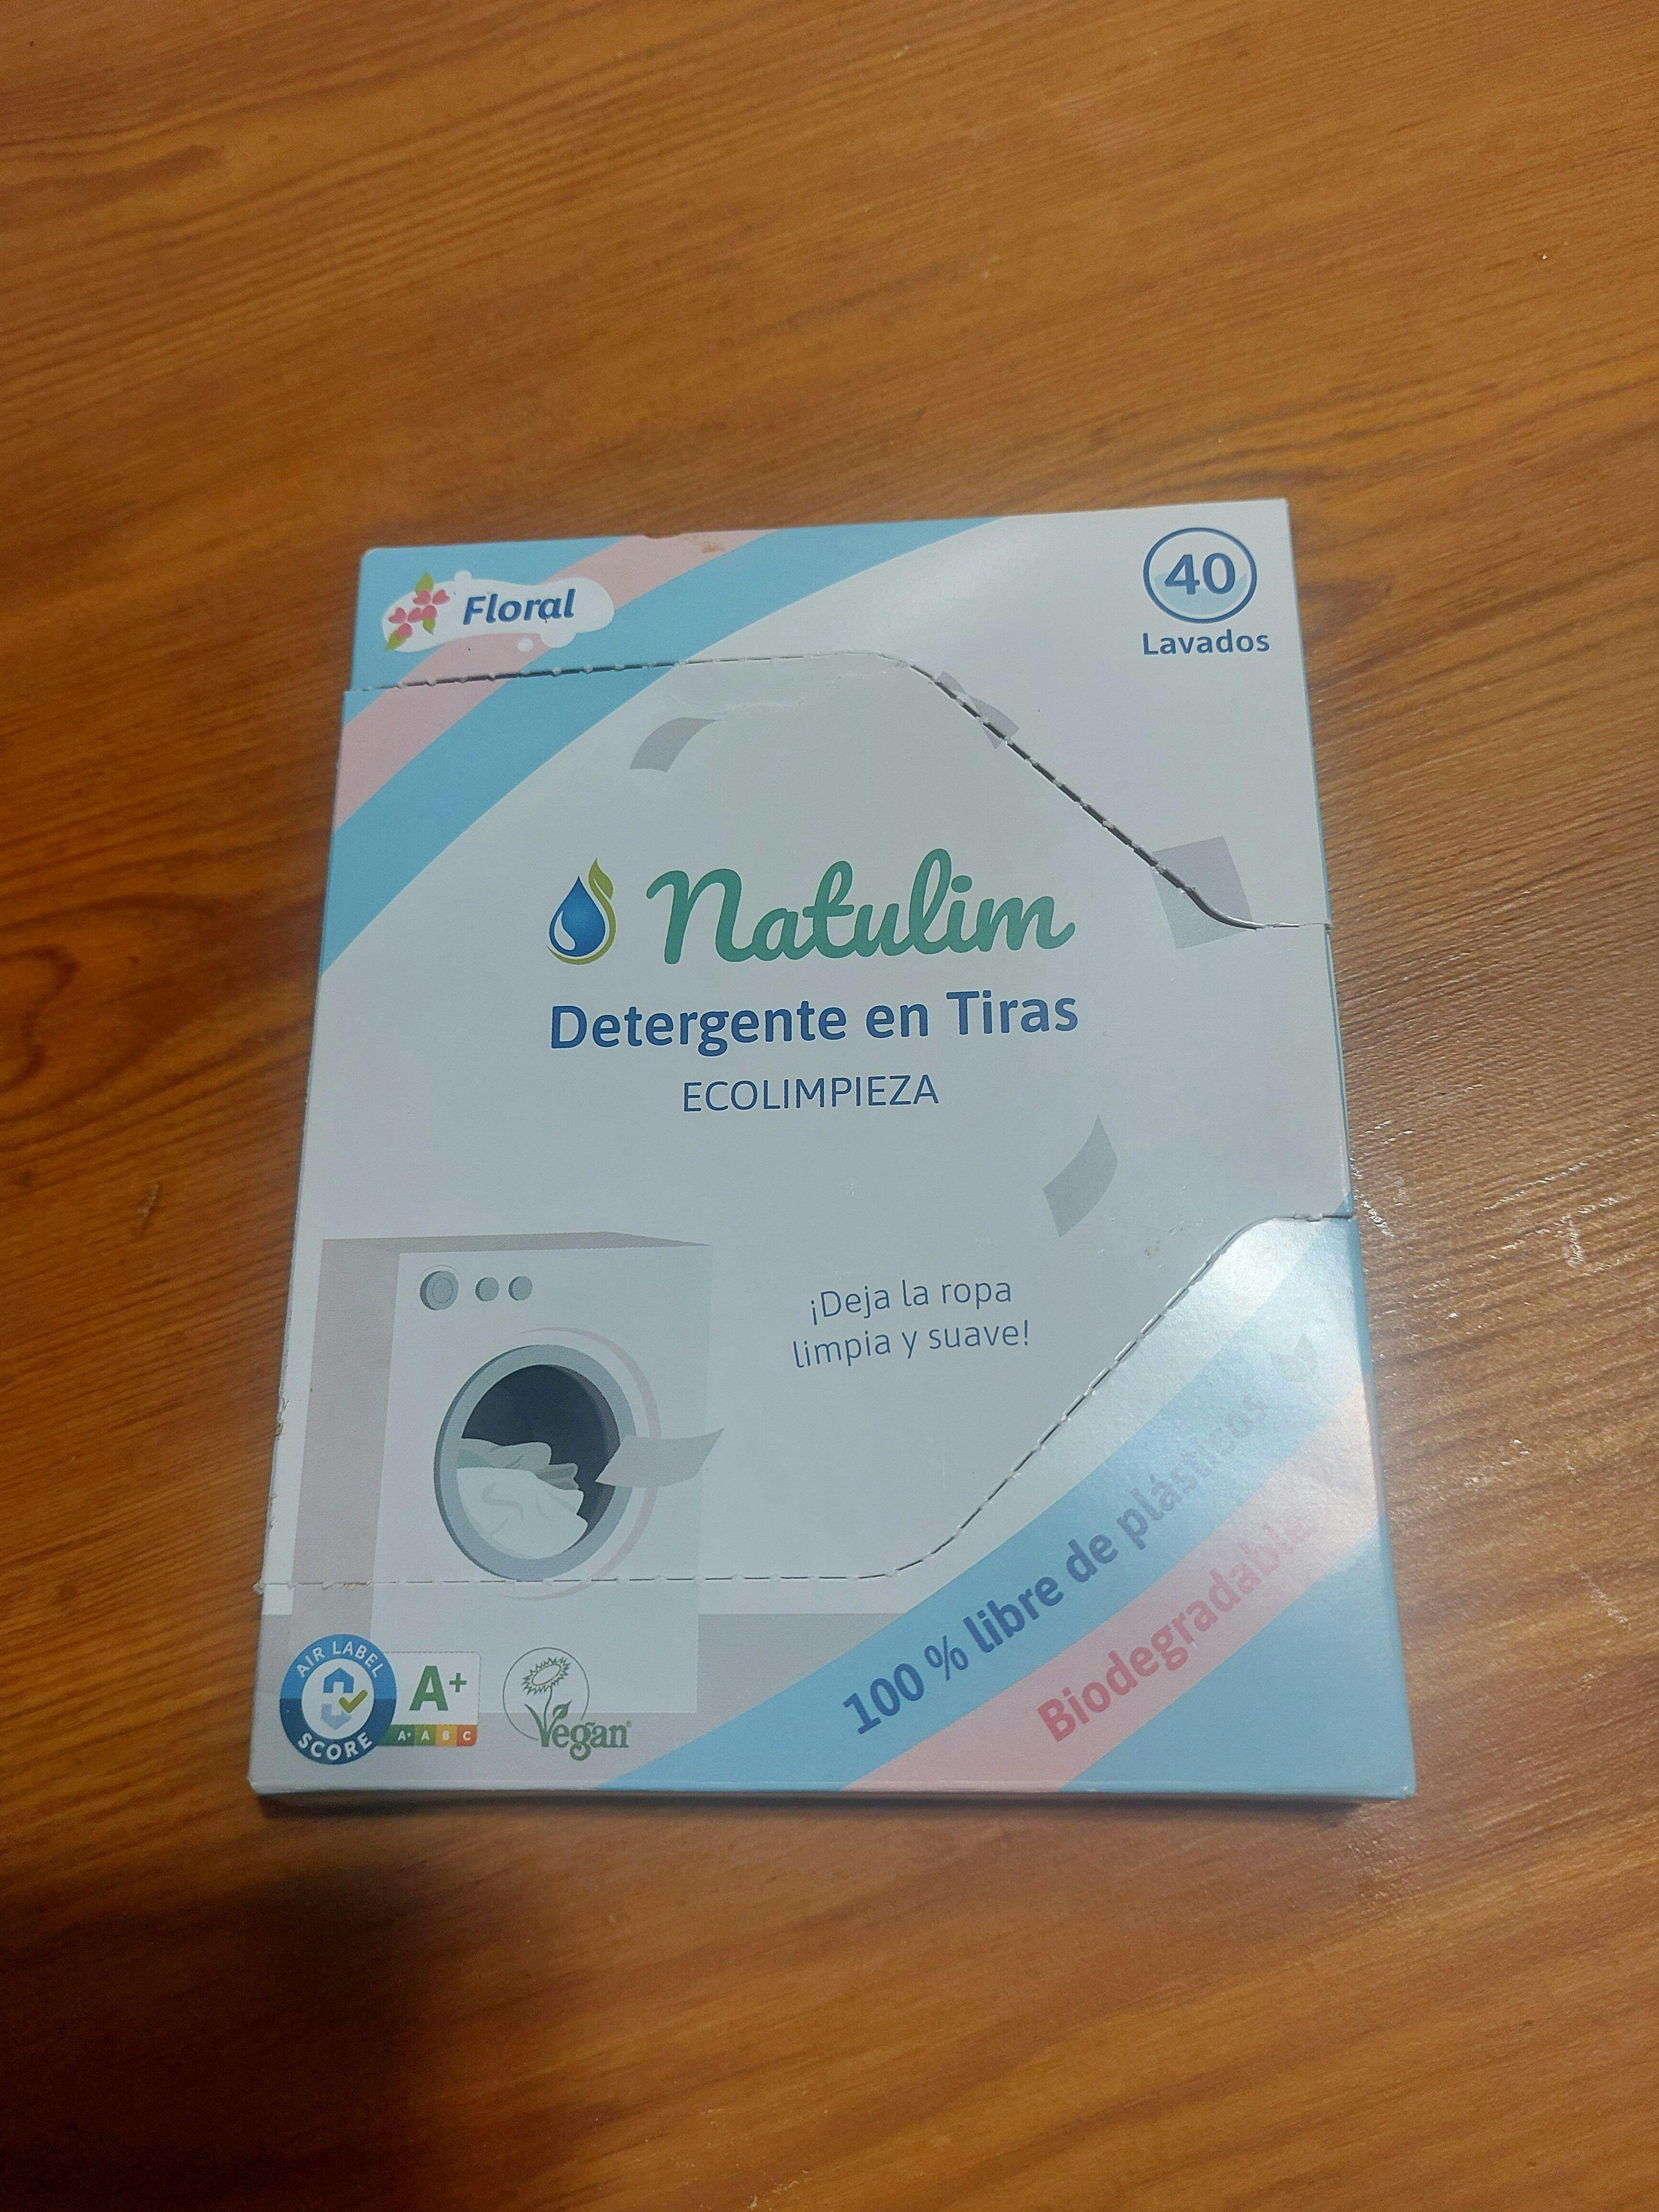 Floral
40
Lavados
Natulim
Detergente en Tiras
ECOLIMPIEZA
¡Deja la ropa
limpia y suave!
100 % libre de plásticos
Biodegradable
AIR LABEL
SCORE
A+
A+ A B C
Vegan